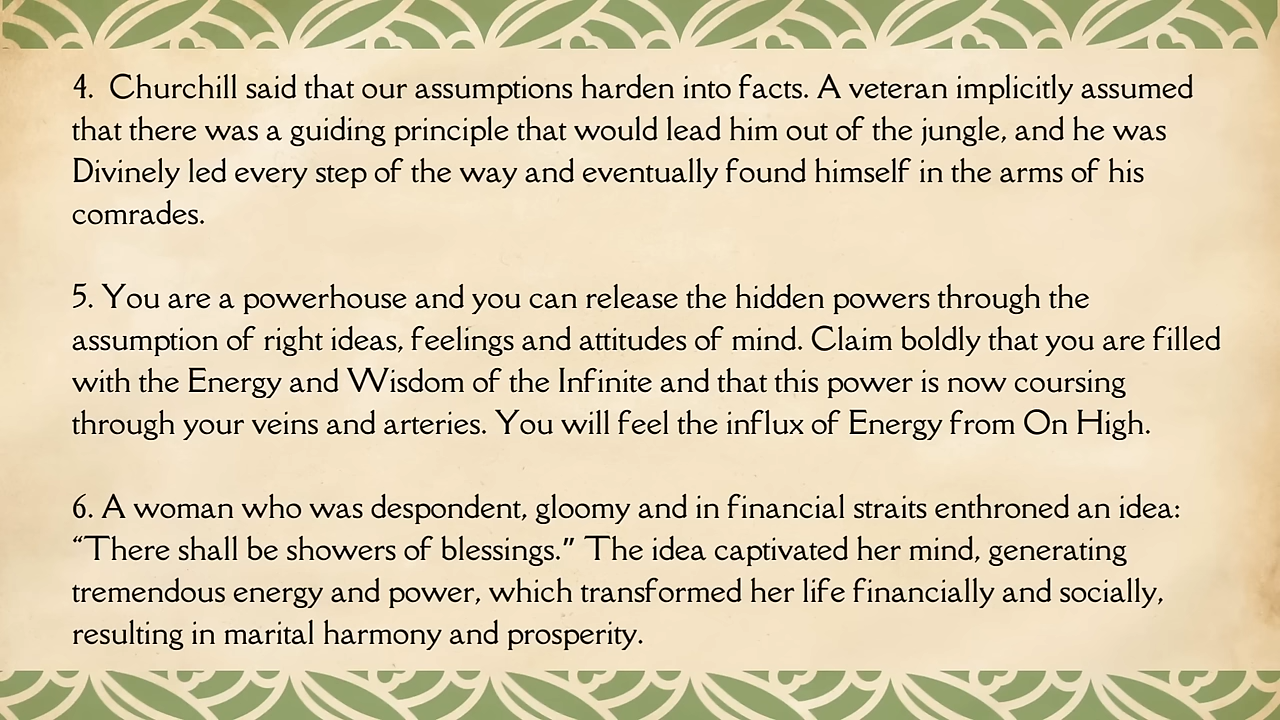 4. Churchill said that our assumptions harden into facts. A veteran implicitly assumed
that there was a guiding principle that would lead him out of the jungle, and he was
Divinely led every step of the way and eventually found himself in the arms of his
comrades.
5. You are a powerhouse and you can release the hidden powers through the
assumption of right ideas, feelings and attitudes of mind. Claim boldly that you are filled
with the Energy and Wisdom of the Infinite and that this power is now coursing
through your veins and arteries. You will feel the influx of Energy from On High.
6. A woman who was despondent, gloomy and in financial straits enthroned an idea:
“There shall be showers of blessings.” The idea captivated her mind, generating
tremendous energy and power, which transformed her life financially and socially,
resulting in marital harmony and prosperity.